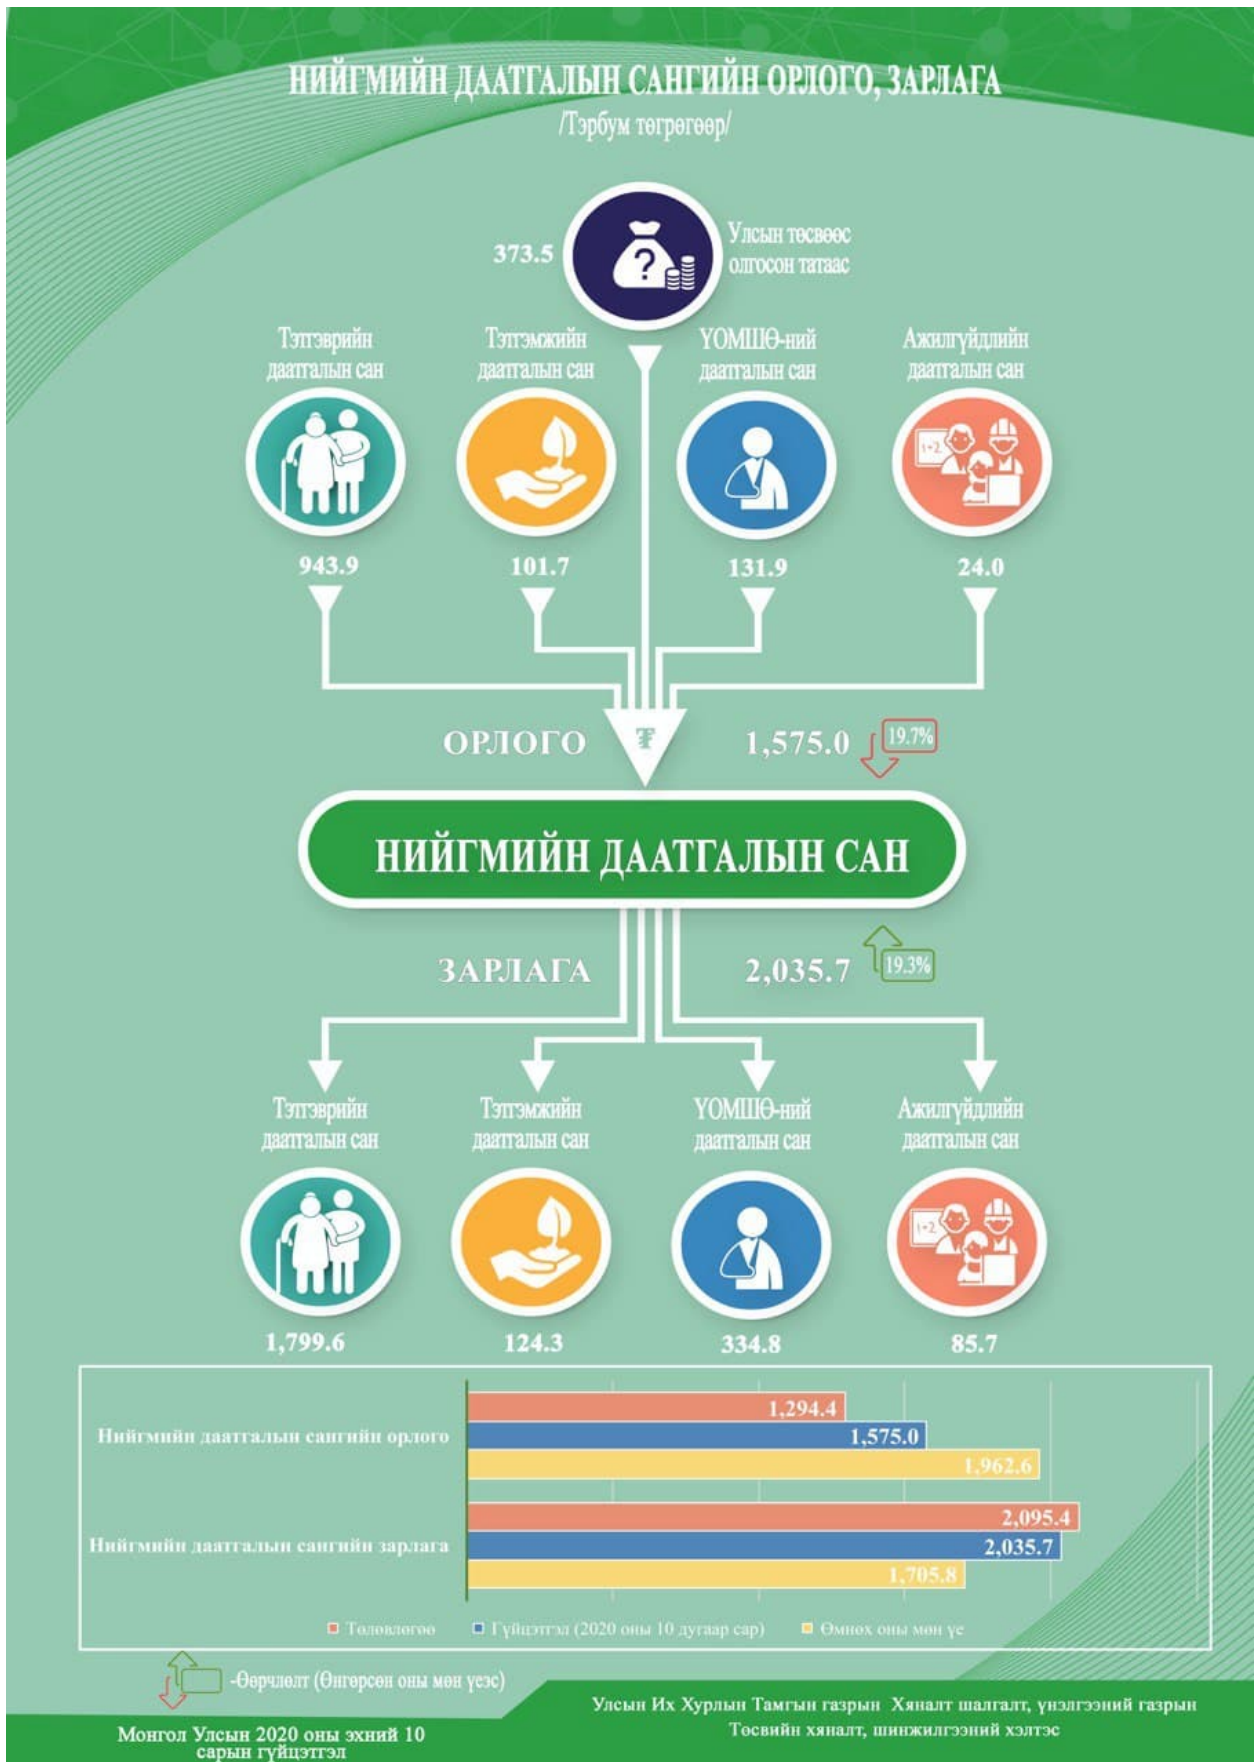 НИЙГМИЙН ДААТГАЛЫН САНГИЙН ОРЛОГО, ЗАРЛАГА
/Тэрбум төгрөгөөр/
373.5
Улсын төсвөөс
олгосон татаас
Тэтгэврийн
даатгалын сан
Тэтгэмжийн
даатгалын сан
ҮОМШӨ-ний
даатгалын сан
Ажилгүйдлийн
даатгалын сан
1+2
943.9
101.7
131.9
24.0
ОРЛОГО
₮
1,575.0
19.7%
НИЙГМИЙН ДААТГАЛЫН САН
ЗАРЛАГА
2,035.7
19.3%
Тэтгэврийн
даатгалын сан
Тэтгэмжийн
даатгалын сан
ҮОМШӨ-ний
даатгалын сан
Ажилгүйдлийн
даатгалын сан
1+2
1,799.6
124.3
334.8
85.7
Нийгмийн даатгалын сангийн орлого
1,294.4
1,575.0
1,962.6
Нийгмийн даатгалын сангийн зарлага
2,095.4
2,035.7
1,705.8
Төлөвлөгөө
Гүйцэтгэл (2020 оны 10 дугаар сар)
Өмнөх оны мөн үе
-Өөрчлөлт (Өнгөрсөн оны мөн үеэс)
Монгол Улсын 2020 оны эхний 10
сарын гүйцэтгэл
Улсын Их Хурлын Тамгын газрын Хяналт шалгалт, үнэлгээний газрын
Төсвийн хяналт, шинжилгээний хэлтэс